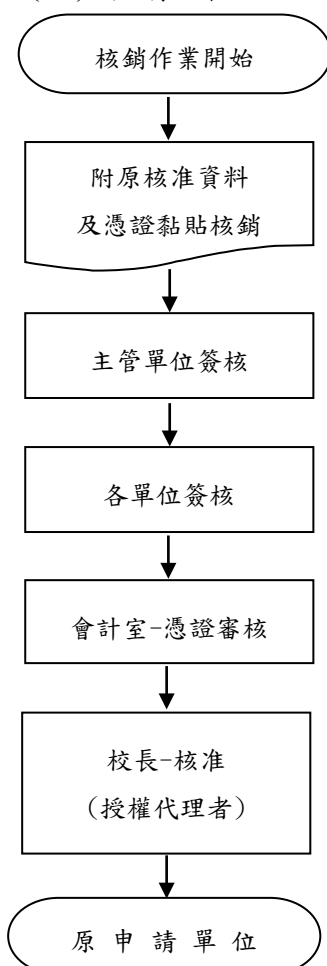 核銷作業開始
附原核准資料
及憑證黏貼核銷
主管單位簽核
各單位簽核
會計室-憑證審核
校長-核准
(授權代理者)
原 申 請 單 位